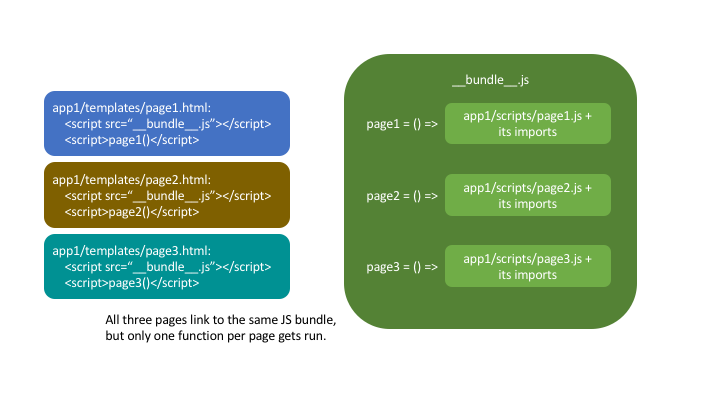 app1/templates/page1.html:
<script src=“__bundle__.js”></script>
<script>page1()</script>
app1/templates/page2.html:
<script src=“__bundle__.js”></script>
<script>page2()</script>
app1/templates/page3.html:
<script src=“__bundle__.js”></script>
<script>page3()</script>
All three pages link to the same JS bundle,
but only one function per page gets run.
__bundle__.js
page1 = () =>
app1/scripts/page1.js +
its imports
page2 = () =>
app1/scripts/page2.js +
its imports
page3 = () =>
app1/scripts/page3.js +
its imports